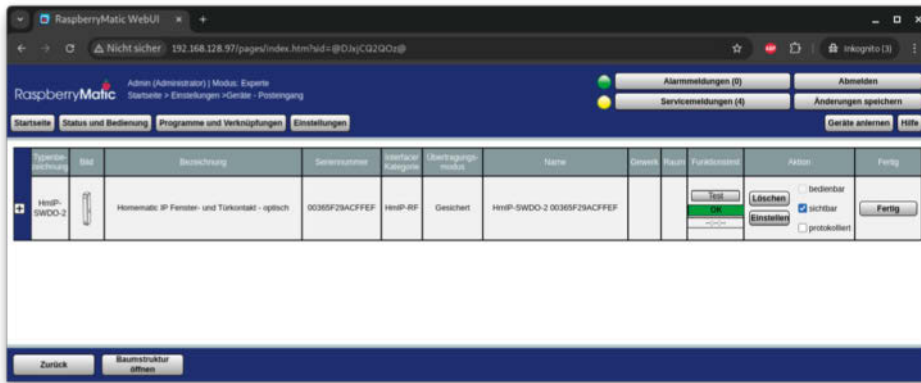 RaspberryMatic WebUI
Nicht sicher 192.168.128.97/pages/index.htm?sid=@DJxjCQ2QOz@
Inkognito (3)
RaspberryMatic
Admin (Administrator) | Modus: Experte
Startseite > Einstellungen >Geräte - Posteingang
Alarmmeldungen (0)
Abmelden
Servicemeldungen (4)
Änderungen speichern
Startseite Status und Bedienung Programme und Verknüpfungen Einstellungen
Geräte anlernen Hilfe
Typenbe-
zeichnung
Bild
Bezeichnung
Seriennummer
Interface/
Kategorie
Übertragungs-
modus
Name
Gewerk
Raum
Funktionstest
Aktion
Fertig
HmIP-
SWDO-2
Homematic IP Fenster- und Türkontakt - optisch
00365F29ACFFEF
HmIP-RF
Gesichert
HmIP-SWDO-2 00365F29ACFFEF
Test
OK
--:--:--
Löschen
Einstellen
bedienbar
sichtbar
protokolliert
Fertig
Zurück
Baumstruktur
öffnen